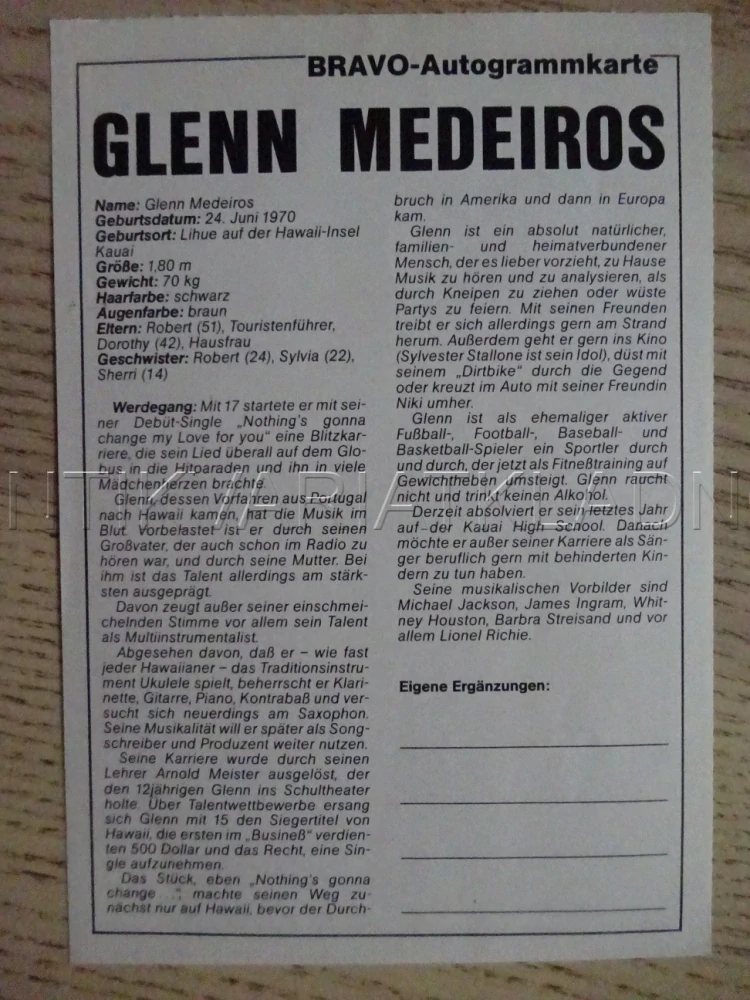 BRAVO-Autogrammkarte
GLENN MEDEIROS
Name: Glenn Medeiros
Geburtsdatum: 24. Juni 1970
Geburtsort: Lihue auf der Hawaii-Insel
Kauai
Größe: 1,80 m
Gewicht: 70 kg
Haarfarbe: schwarz
Augenfarbe: braun
Eltern: Robert (51), Touristenführer,
Dorothy (42), Hausfrau
Geschwister: Robert (24), Sylvia (22),
Sherri (14)
Werdegang: Mit 17 startete er mit sei-
ner Debüt-Single „Nothing's gonna
change my Love for you" eine Blitzkar-
riere, die sein Lied überall auf dem Glo-
bus in die Hitparaden und ihn in viele
Mädchenherzen brachte.
Glenn, dessen Vorfahren aus Portugal
nach Hawaii kamen, hat die Musik im
Blut. Vorbelastet ist er durch seinen
Großvater, der auch schon im Radio zu
hören war, und durch seine Mutter. Bei
ihm ist das Talent allerdings am stärk-
sten ausgeprägt.
Davon zeugt außer seiner einschmei-
chelnden Stimme vor allem sein Talent
als Multiinstrumentalist.
Abgesehen davon, daß er – wie fast
jeder Hawaiianer – das Traditionsinstru-
ment Ukulele spielt, beherrscht er Klari-
nette, Gitarre, Piano, Kontrabaß und ver-
sucht sich neuerdings am Saxophon.
Seine Musikalität will er später als Song-
schreiber und Produzent weiter nutzen.
Seine Karriere wurde durch seinen
Lehrer Arnold Meister ausgelöst, der
den 12jährigen Glenn ins Schultheater
holte. Über Talentwettbewerbe ersang
sich Glenn mit 15 den Siegertitel von
Hawaii, die ersten im „Busineß" verdien-
ten 500 Dollar und das Recht, eine Sin-
gle aufzunehmen.
Das Stück, eben „Nothing's gonna
change ...", machte seinen Weg zu-
nächst nur auf Hawaii, bevor der Durch-
bruch in Amerika und dann in Europa
kam.
Glenn ist ein absolut natürlicher,
familien- und heimatverbundener
Mensch, der es lieber vorzieht, zu Hause
Musik zu hören und zu analysieren, als
durch Kneipen zu ziehen oder wüste
Partys zu feiern. Mit seinen Freunden
treibt er sich allerdings gern am Strand
herum. Außerdem geht er gern ins Kino
(Sylvester Stallone ist sein Idol), düst mit
seinem „Dirtbike" durch die Gegend
oder kreuzt im Auto mit seiner Freundin
Niki umher.
Glenn ist als ehemaliger aktiver
Fußball-, Football-, Baseball- und
Basketball-Spieler ein Sportler durch
und durch, der jetzt als Fitneßtraining auf
Gewichtheben umsteigt. Glenn raucht
nicht und trinkt keinen Alkohol.
Derzeit absolviert er sein letztes Jahr
auf der Kauai High School. Danach
möchte er außer seiner Karriere als Sän-
ger beruflich gern mit behinderten Kin-
dern zu tun haben.
Seine musikalischen Vorbilder sind
Michael Jackson, James Ingram, Whit-
ney Houston, Barbra Streisand und vor
allem Lionel Richie.
Eigene Ergänzungen: